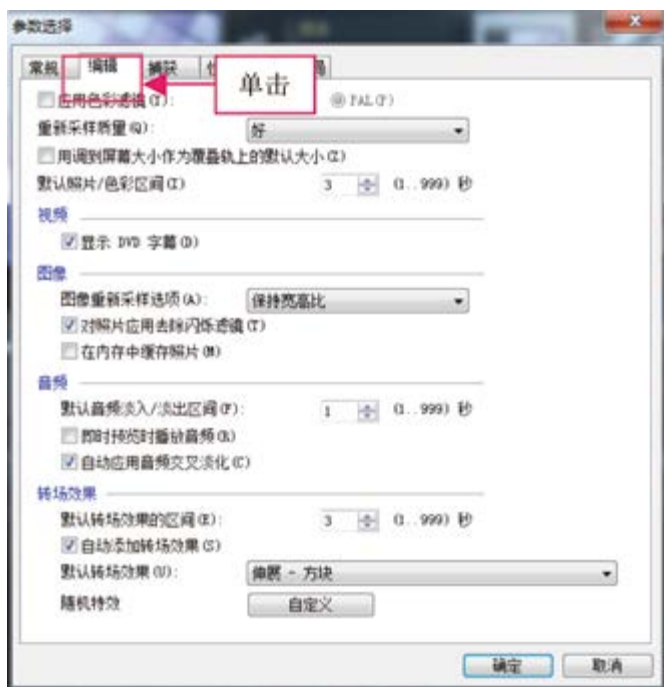 参数选择
常规 编辑 捕获
单击
应用色彩滤镜(T): PAL(P)
重新采样质量(Q): 好
用调到屏幕大小作为覆叠轨上的默认大小(Z)
默认照片/色彩区间(I) 3 (1..999) 秒
视频
显示 DVD 字幕(D)
图像
图像重新采样选项(A): 保持宽高比
对照片应用去除闪烁滤镜(T)
在内存中缓存照片(M)
音频
默认音频淡入/淡出区间(F): 1 (1..999) 秒
即时预览时播放音频(R)
自动应用音频交叉淡化(C)
转场效果
默认转场效果的区间(E): 3 (1..999) 秒
自动添加转场效果(S)
默认转场效果(U): 伸展 - 方块
随机特效 自定义
确定 取消